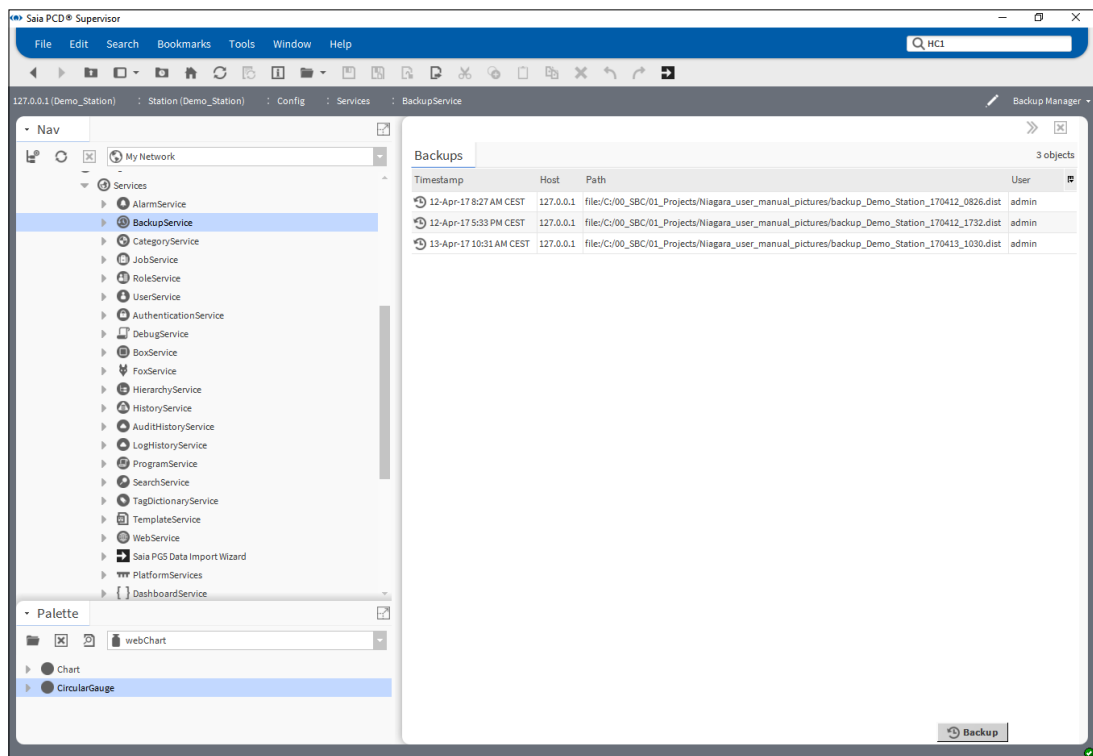 Saia PCD® Supervisor
File Edit Search Bookmarks Tools Window Help
HC1
127.0.0.1 (Demo_Station) : Station (Demo_Station) : Config : Services : BackupService
Backup Manager
Nav
My Network
Services
AlarmService
BackupService
CategoryService
JobService
RoleService
UserService
AuthenticationService
DebugService
BoxService
FoxService
HierarchyService
HistoryService
AuditHistoryService
LogHistoryService
ProgramService
SearchService
TagDictionaryService
TemplateService
WebService
Saia PG5 Data Import Wizard
PlatformServices
DashboardService
Palette
webChart
Chart
CircularGauge
Backups
3 objects
Timestamp Host Path User
12-Apr-17 8:27 AM CEST 127.0.0.1 file:/C:/00_SBC/01_Projects/Niagara_user_manual_pictures/backup_Demo_Station_170412_0826.dist admin
12-Apr-17 5:33 PM CEST 127.0.0.1 file:/C:/00_SBC/01_Projects/Niagara_user_manual_pictures/backup_Demo_Station_170412_1732.dist admin
13-Apr-17 10:31 AM CEST 127.0.0.1 file:/C:/00_SBC/01_Projects/Niagara_user_manual_pictures/backup_Demo_Station_170413_1030.dist admin
Backup